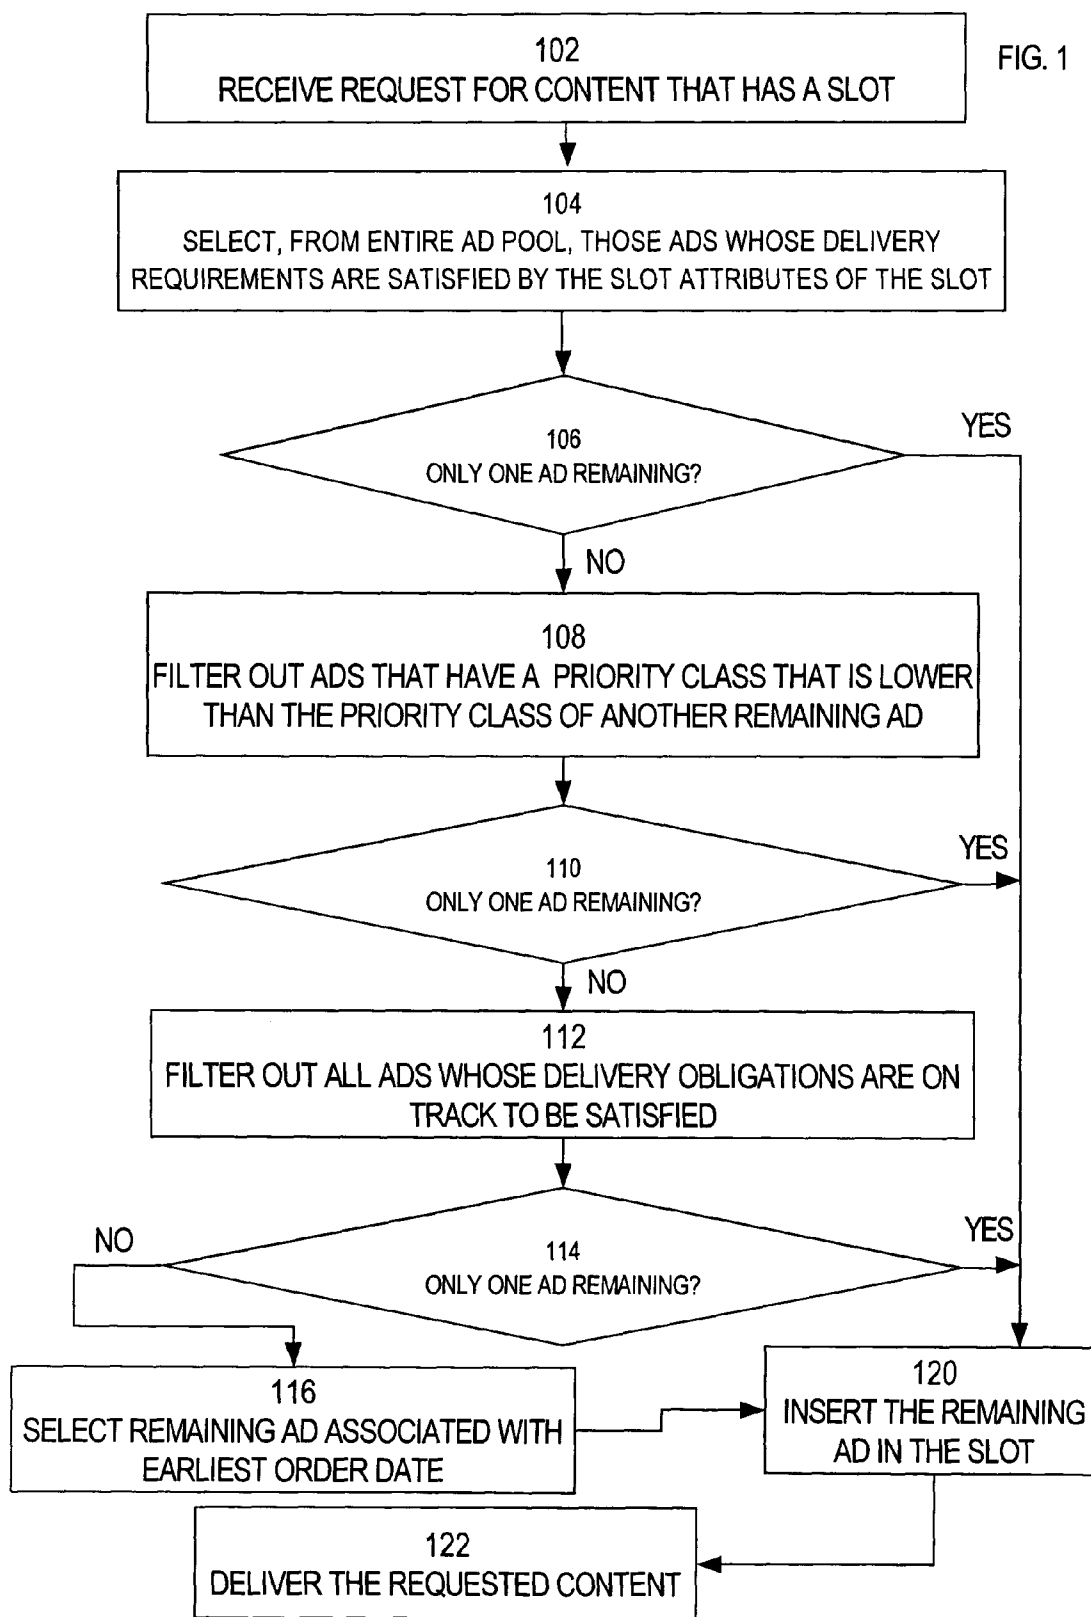 FIG. 1
102
RECEIVE REQUEST FOR CONTENT THAT HAS A SLOT
104
SELECT, FROM ENTIRE AD POOL, THOSE ADS WHOSE DELIVERY
REQUIREMENTS ARE SATISFIED BY THE SLOT ATTRIBUTES OF THE SLOT
106
ONLY ONE AD REMAINING?
YES
NO
108
FILTER OUT ADS THAT HAVE A PRIORITY CLASS THAT IS LOWER
THAN THE PRIORITY CLASS OF ANOTHER REMAINING AD
110
ONLY ONE AD REMAINING?
YES
NO
112
FILTER OUT ALL ADS WHOSE DELIVERY OBLIGATIONS ARE ON
TRACK TO BE SATISFIED
NO
114
ONLY ONE AD REMAINING?
YES
116
SELECT REMAINING AD ASSOCIATED WITH
EARLIEST ORDER DATE
120
INSERT THE REMAINING
AD IN THE SLOT
122
DELIVER THE REQUESTED CONTENT